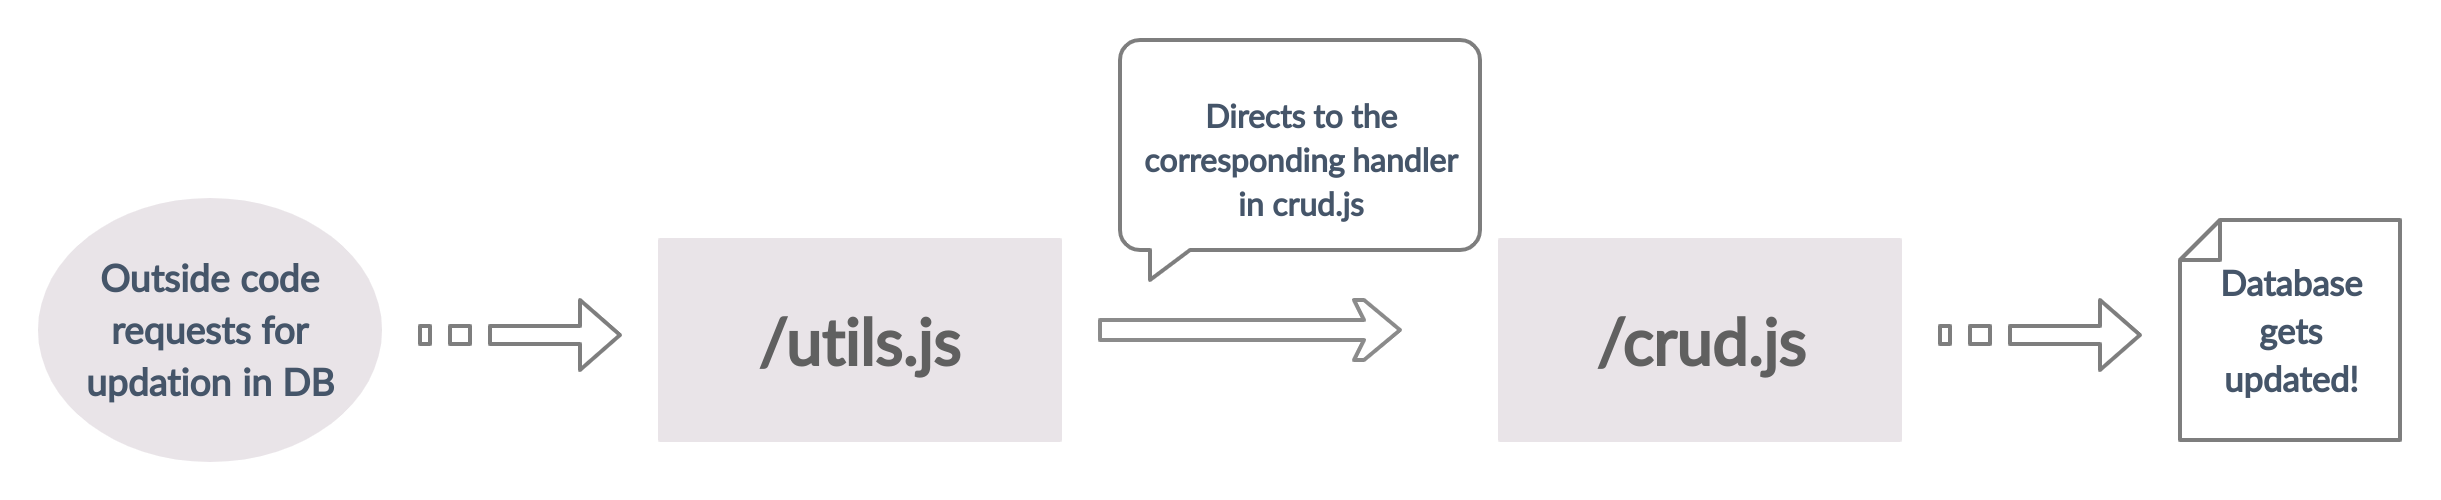 Outside code
requests for
updation in DB
/utils.js
Directs to the
corresponding handler
in crud.js
/crud.js
Database
gets
updated!